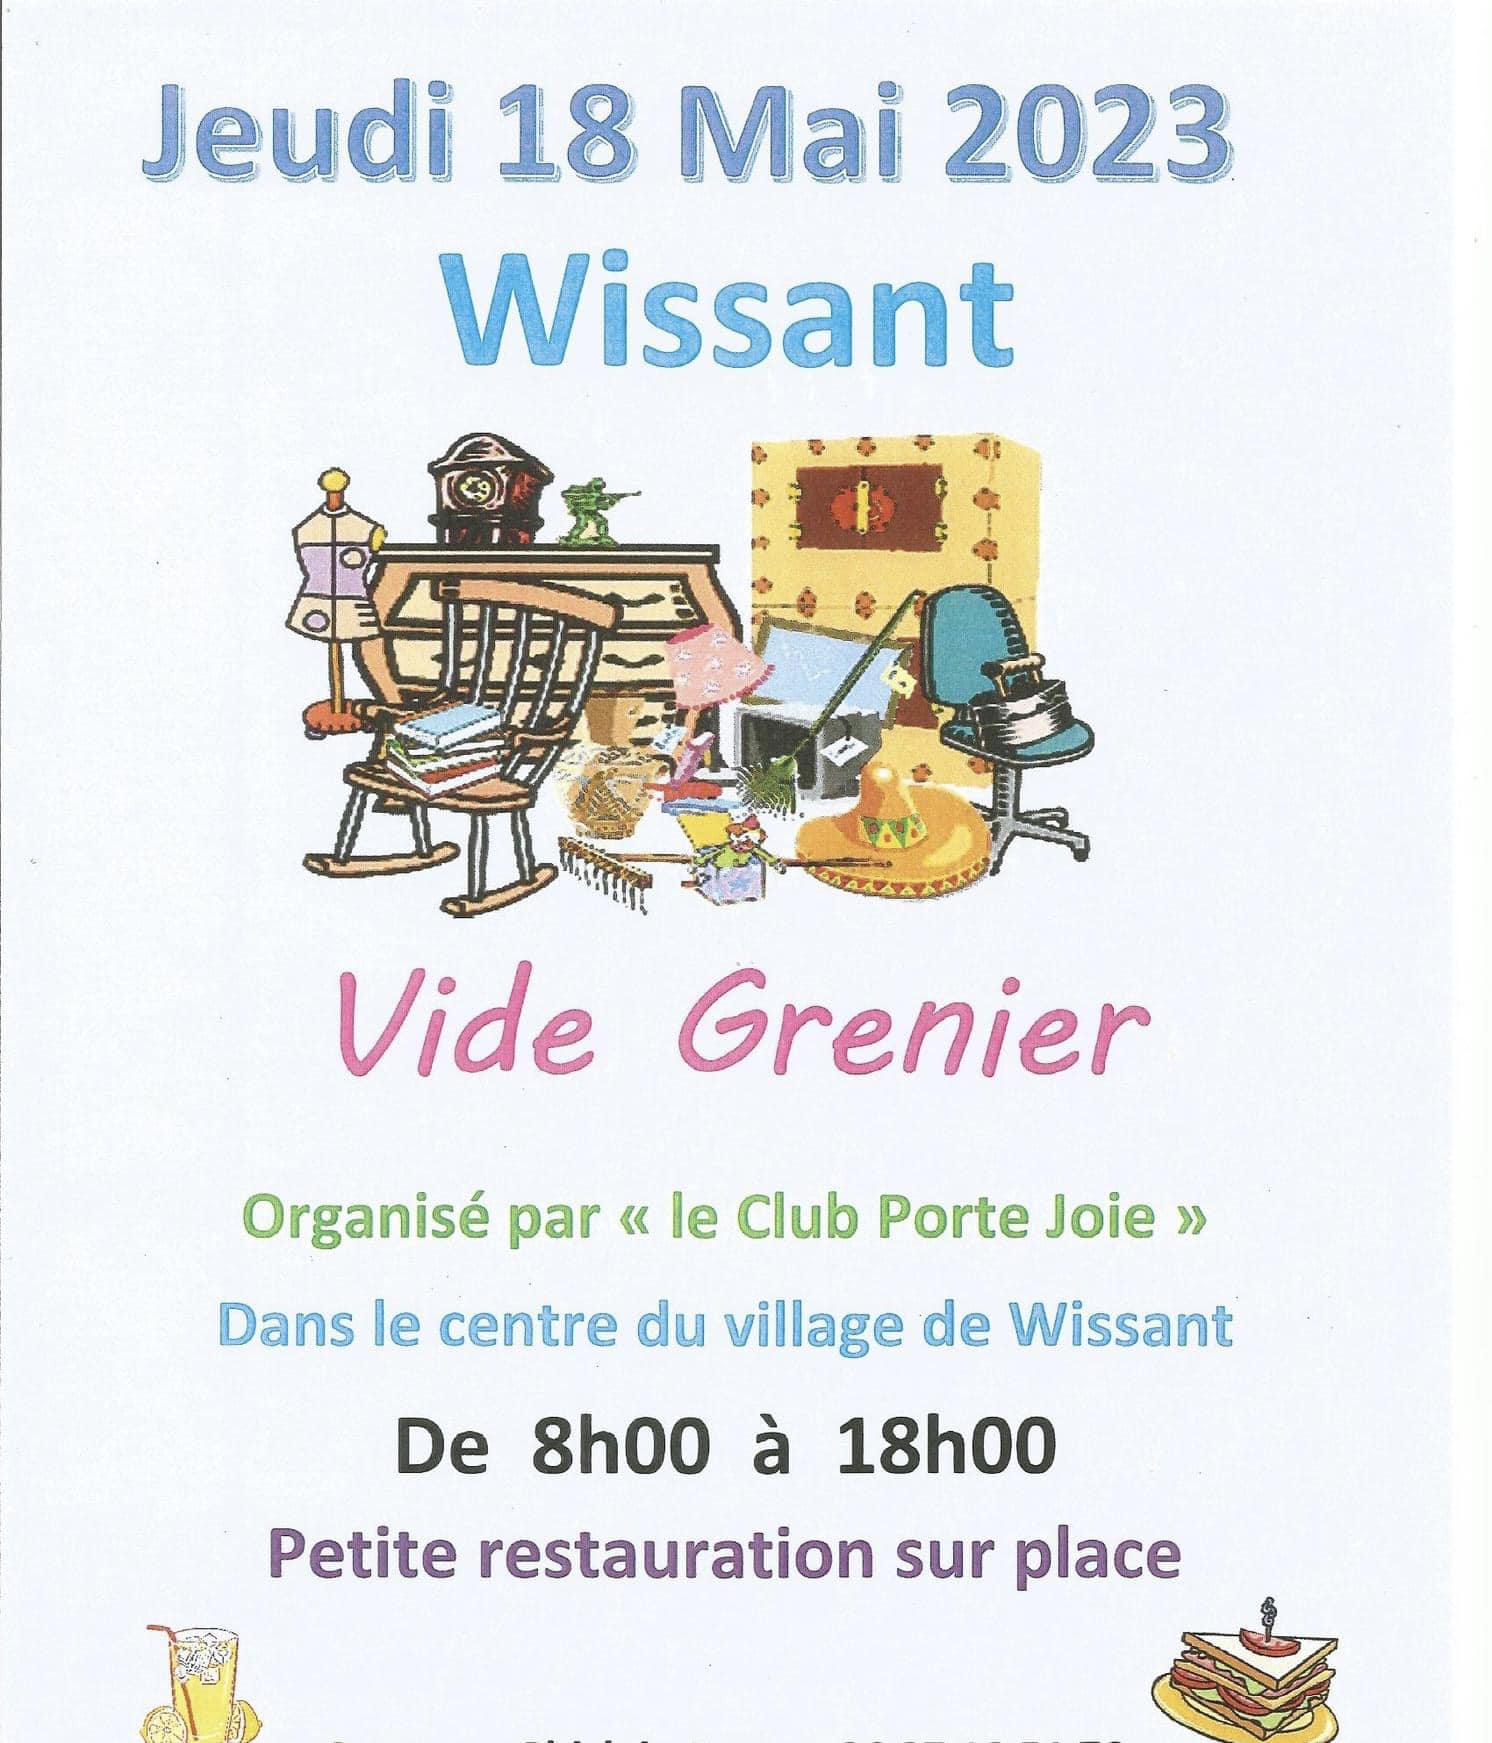 Jeudi 18 Mai 2023
Wissant
Vide Grenier
Organisé par « le Club Porte Joie »
Dans le centre du village de Wissant
De 8h00 à 18h00
Petite restauration sur place